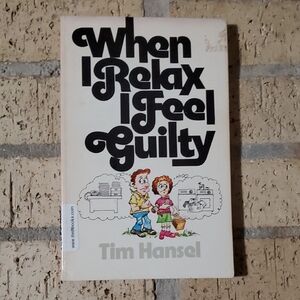 When
I Relax
I Feel
Guilty
Tim Hansel